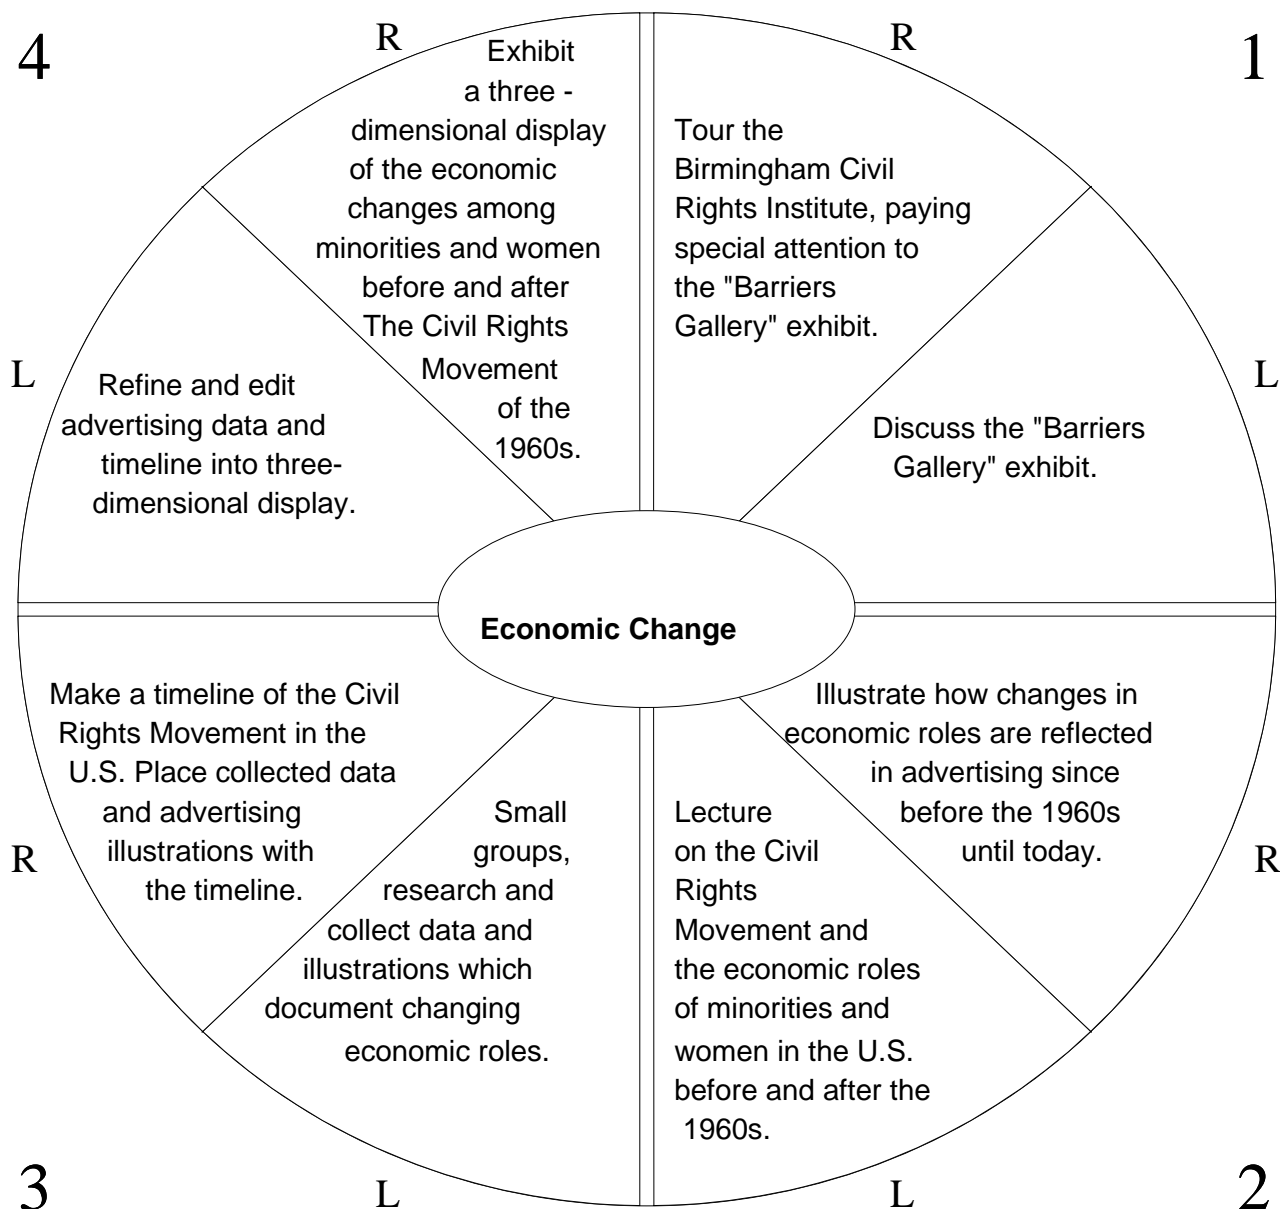 4
R
R
1
Exhibit
a three -
dimensional display
of the economic
changes among
minorities and women
before and after
The Civil Rights
Movement
of the
1960s.
Tour the
Birmingham Civil
Rights Institute, paying
special attention to
the "Barriers
Gallery" exhibit.
L
Refine and edit
advertising data and
timeline into three-
dimensional display.
L
Discuss the "Barriers
Gallery" exhibit.
Economic Change
Make a timeline of the Civil
Rights Movement in the
U.S. Place collected data
and advertising
illustrations with
the timeline.
R
Small
groups,
research and
collect data and
illustrations which
document changing
economic roles.
Lecture
on the Civil
Rights
Movement and
the economic roles
of minorities and
women in the U.S.
before and after the
1960s.
Illustrate how changes in
economic roles are reflected
in advertising since
before the 1960s
until today.
R
3
L
L
2